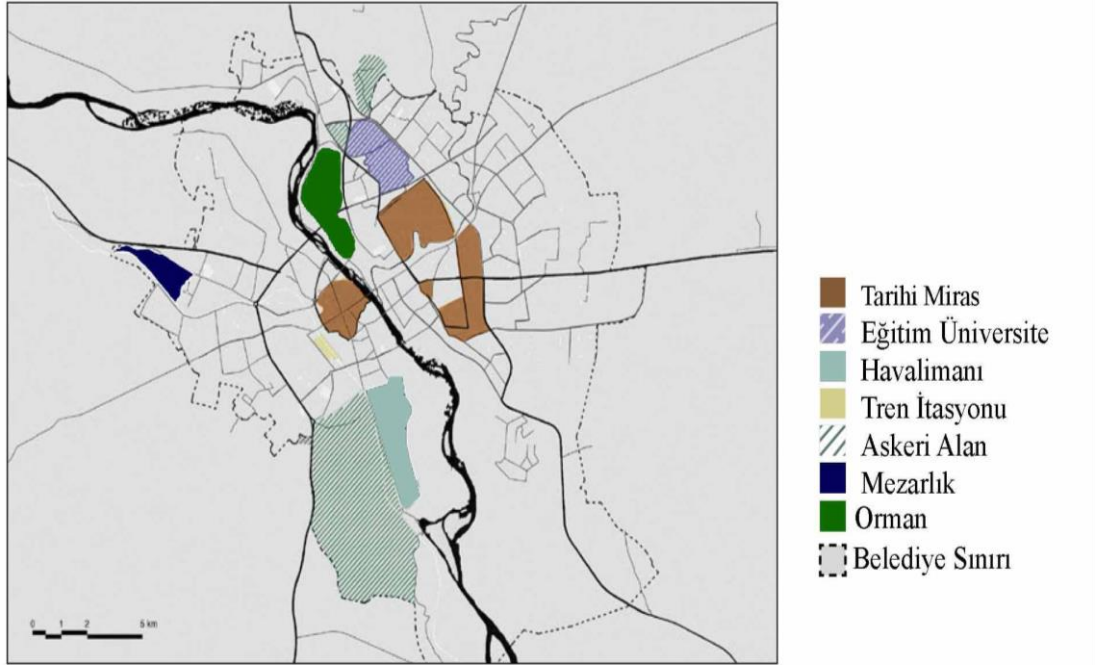 Tarihi Miras
Eğitim Üniversite
Havalimanı
Tren İtasyonu
Askeri Alan
Mezarlık
Orman
Belediye Sınırı
0 1 2 5 km